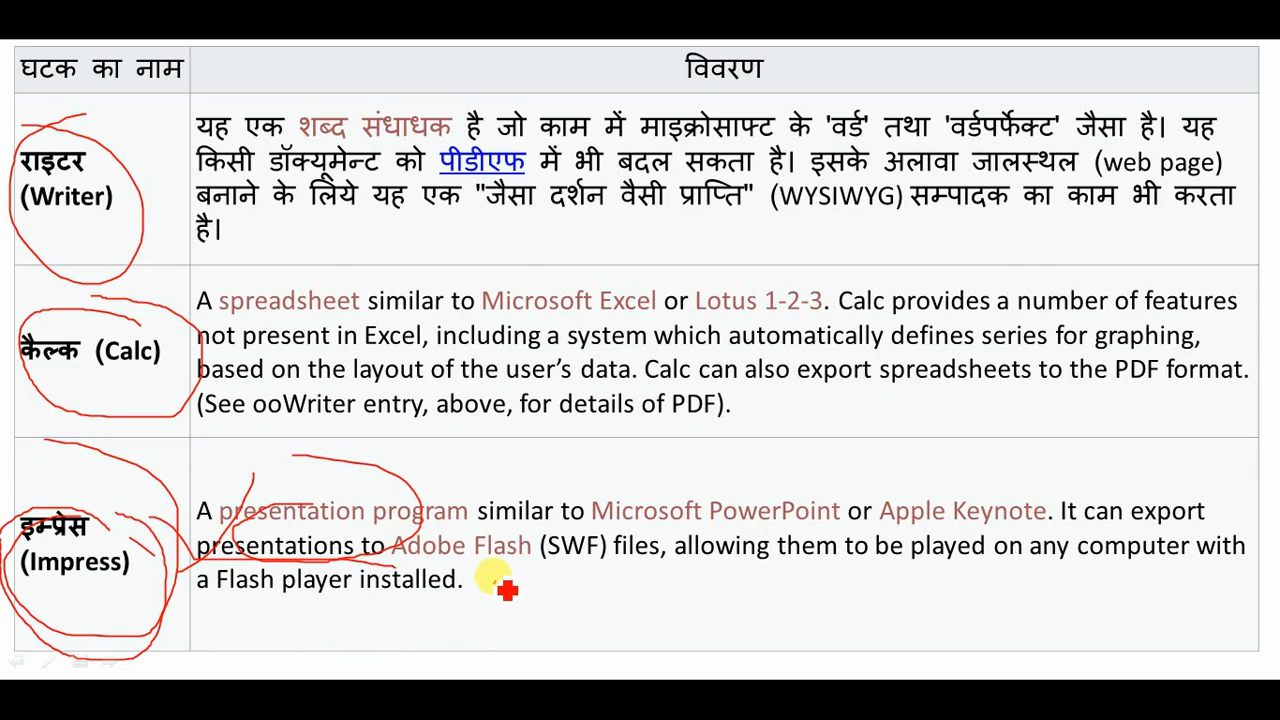 घटक का नाम
विवरण
राइटर
(Writer)
यह एक शब्द संधाधक है जो काम में माइक्रोसाफ्ट के 'वर्ड' तथा 'वर्डपर्फेक्ट' जैसा है। यह
किसी डॉक्यूमेन्ट को पीडीएफ में भी बदल सकता है। इसके अलावा जालस्थल (web page)
बनाने के लिये यह एक "जैसा दर्शन वैसी प्राप्ति" (WYSIWYG) सम्पादक का काम भी करता
है।
कैल्क (Calc)
A spreadsheet similar to Microsoft Excel or Lotus 1-2-3. Calc provides a number of features
not present in Excel, including a system which automatically defines series for graphing,
based on the layout of the user’s data. Calc can also export spreadsheets to the PDF format.
(See ooWriter entry, above, for details of PDF).
इम्प्रेस
(Impress)
A presentation program similar to Microsoft PowerPoint or Apple Keynote. It can export
presentations to Adobe Flash (SWF) files, allowing them to be played on any computer with
a Flash player installed.